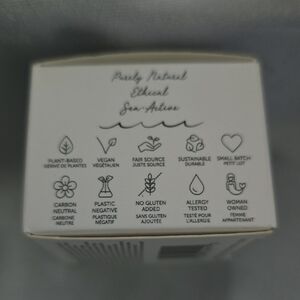 Purely Natural
Ethical
Sea-Active
PLANT-BASED
DÉRIVÉ DE PLANTES
VEGAN
VÉGÉTALIEN
FAIR SOURCE
JUSTE SOURCE
SUSTAINABLE
DURABLE
SMALL BATCH
PETIT LOT
CARBON
NEUTRAL
CARBONE
NEUTRE
PLASTIC
NEGATIVE
PLASTIQUE
NÉGATIF
NO GLUTEN
ADDED
SANS GLUTEN
AJOUTÉE
ALLERGY
TESTED
TESTÉ POUR
L'ALLERGIE
WOMAN
OWNED
FEMME
APPARTENANT